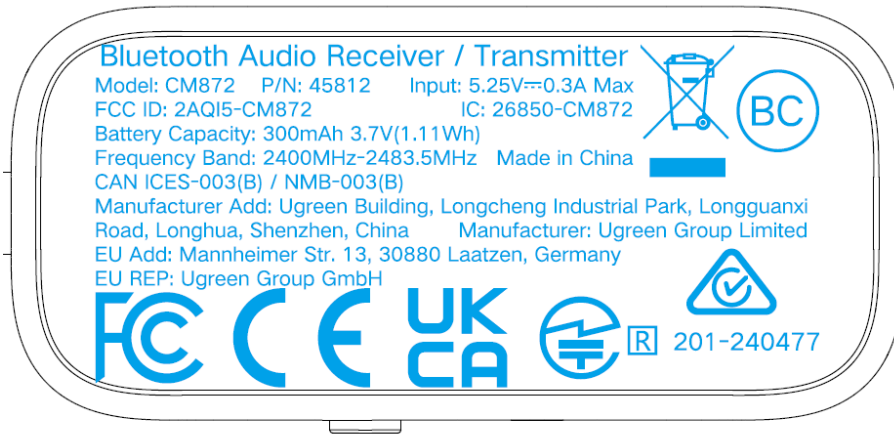 Bluetooth Audio Receiver / Transmitter
Model: CM872 P/N: 45812 Input: 5.25V⎓0.3A Max
FCC ID: 2AQI5-CM872 IC: 26850-CM872
Battery Capacity: 300mAh 3.7V(1.11Wh)
Frequency Band: 2400MHz-2483.5MHz Made in China
CAN ICES-003(B) / NMB-003(B)
Manufacturer Add: Ugreen Building, Longcheng Industrial Park, Longguanxi
Road, Longhua, Shenzhen, China Manufacturer: Ugreen Group Limited
EU Add: Mannheimer Str. 13, 30880 Laatzen, Germany
EU REP: Ugreen Group GmbH
BC
FC CE UK
CA
R 201-240477